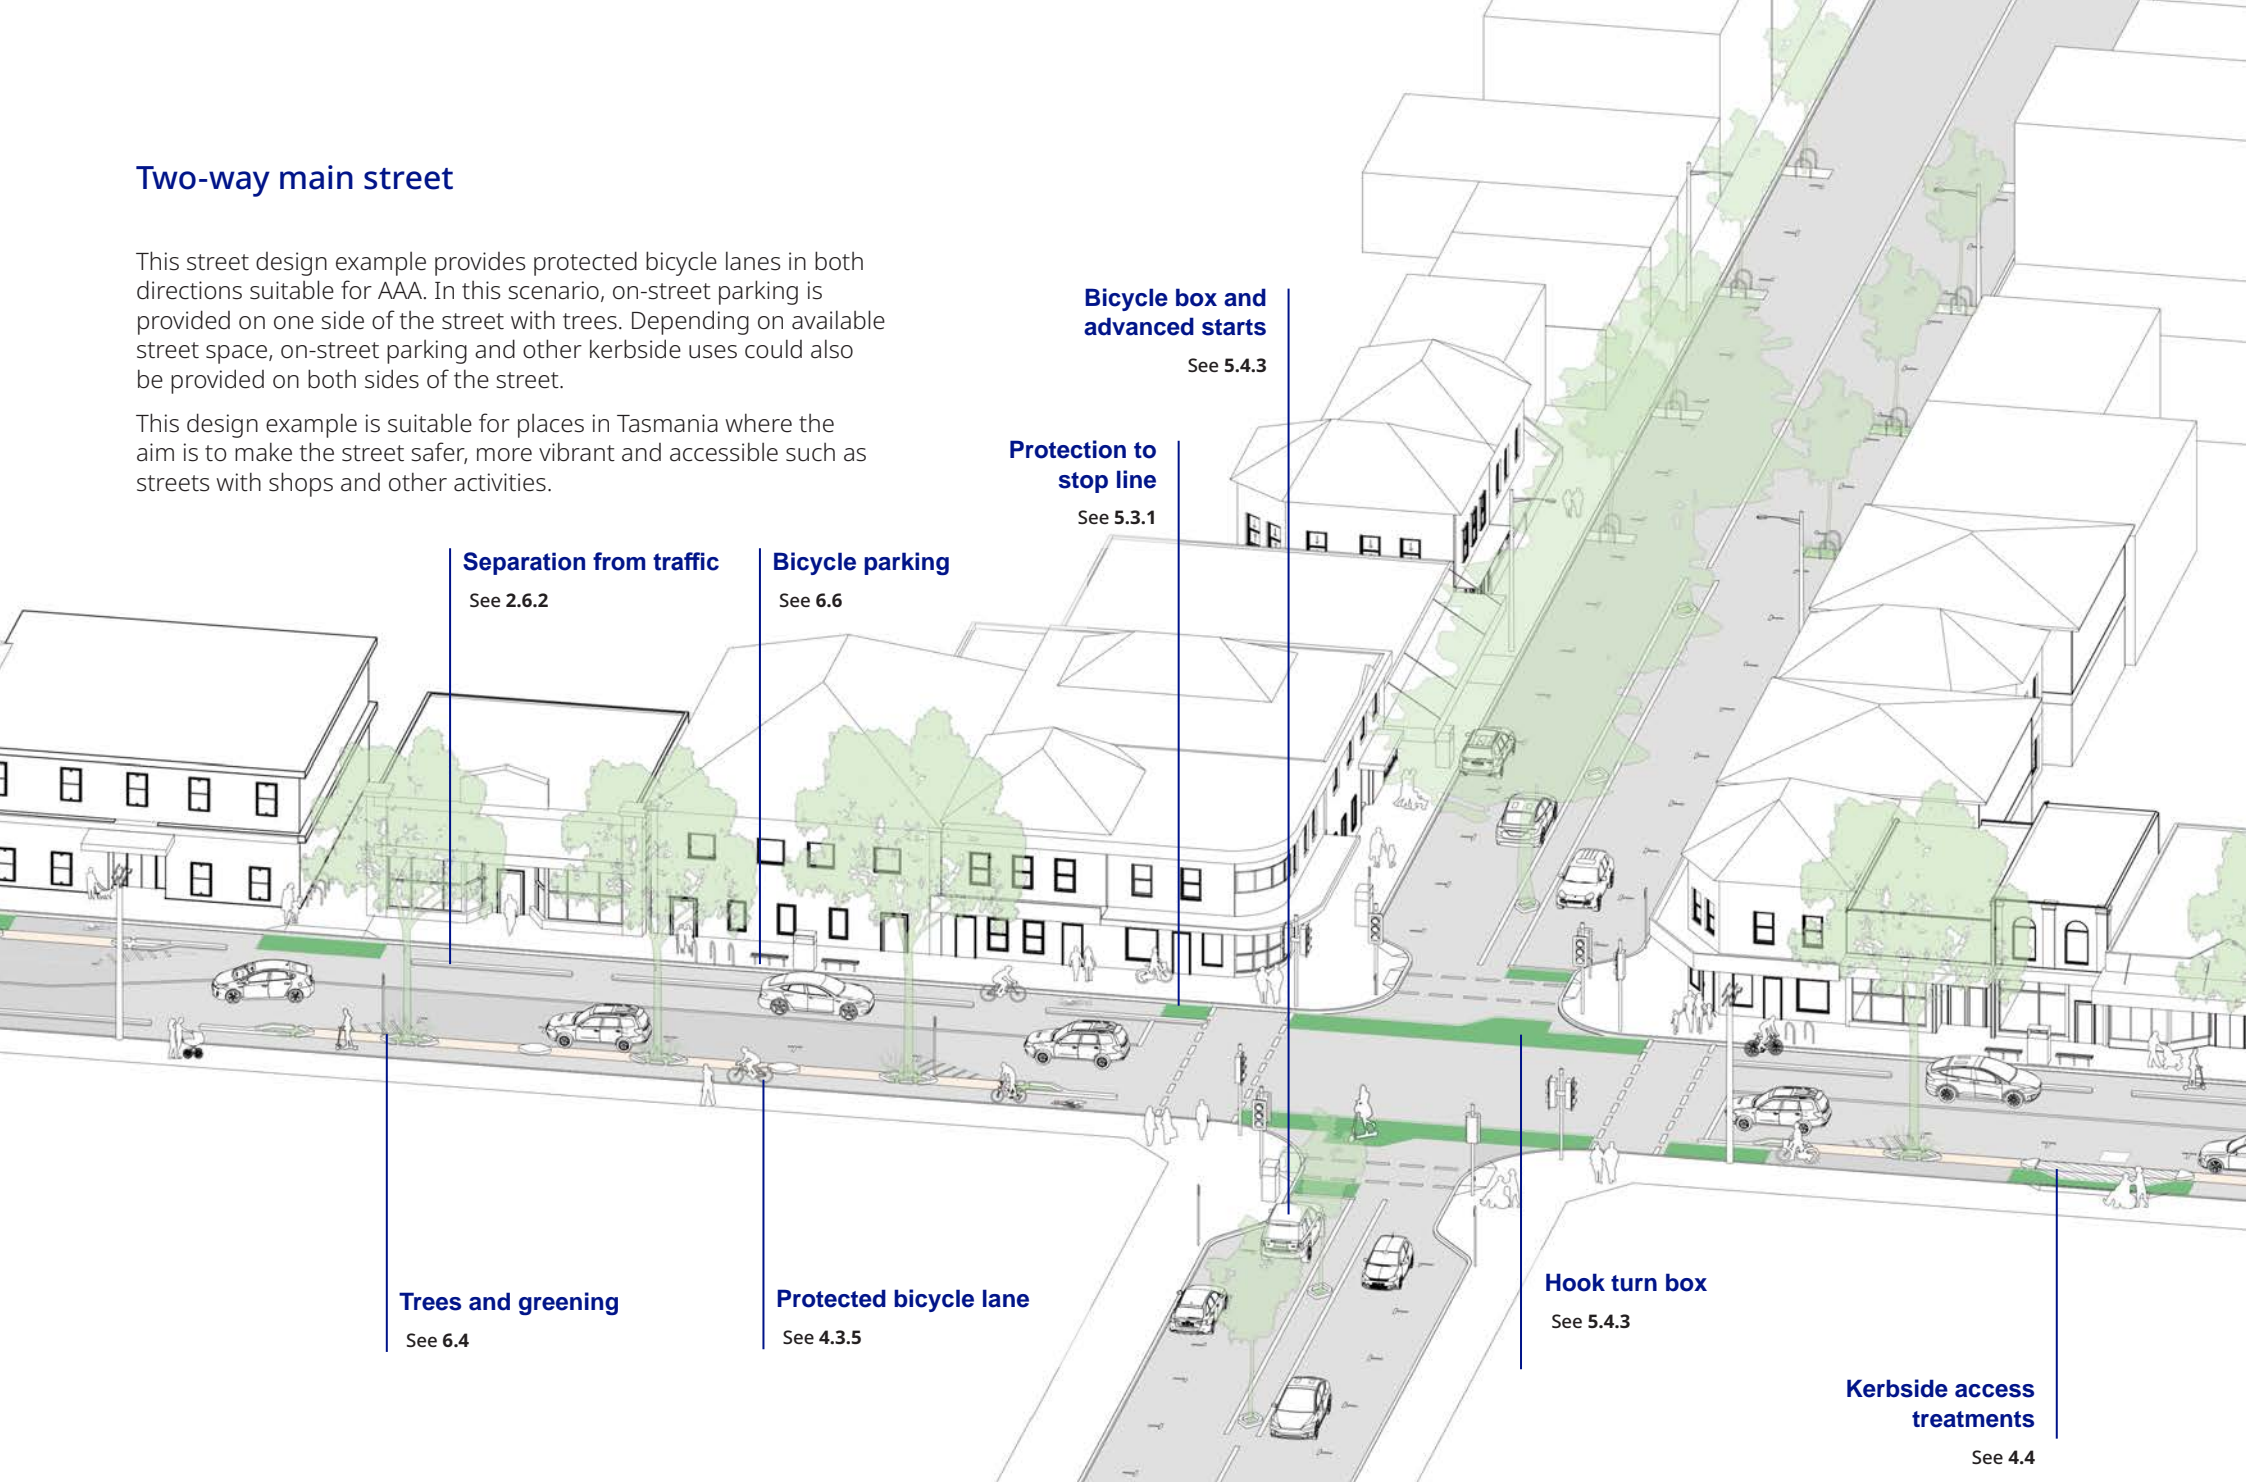 Two-way main street
This street design example provides protected bicycle lanes in both
directions suitable for AAA. In this scenario, on-street parking is
provided on one side of the street with trees. Depending on available
street space, on-street parking and other kerbside uses could also
be provided on both sides of the street.
This design example is suitable for places in Tasmania where the
aim is to make the street safer, more vibrant and accessible such as
streets with shops and other activities.
Bicycle box and
advanced starts
See 5.4.3
Protection to
stop line
See 5.3.1
Separation from traffic
See 2.6.2
Bicycle parking
See 6.6
Trees and greening
See 6.4
Protected bicycle lane
See 4.3.5
Hook turn box
See 5.4.3
Kerbside access
treatments
See 4.4